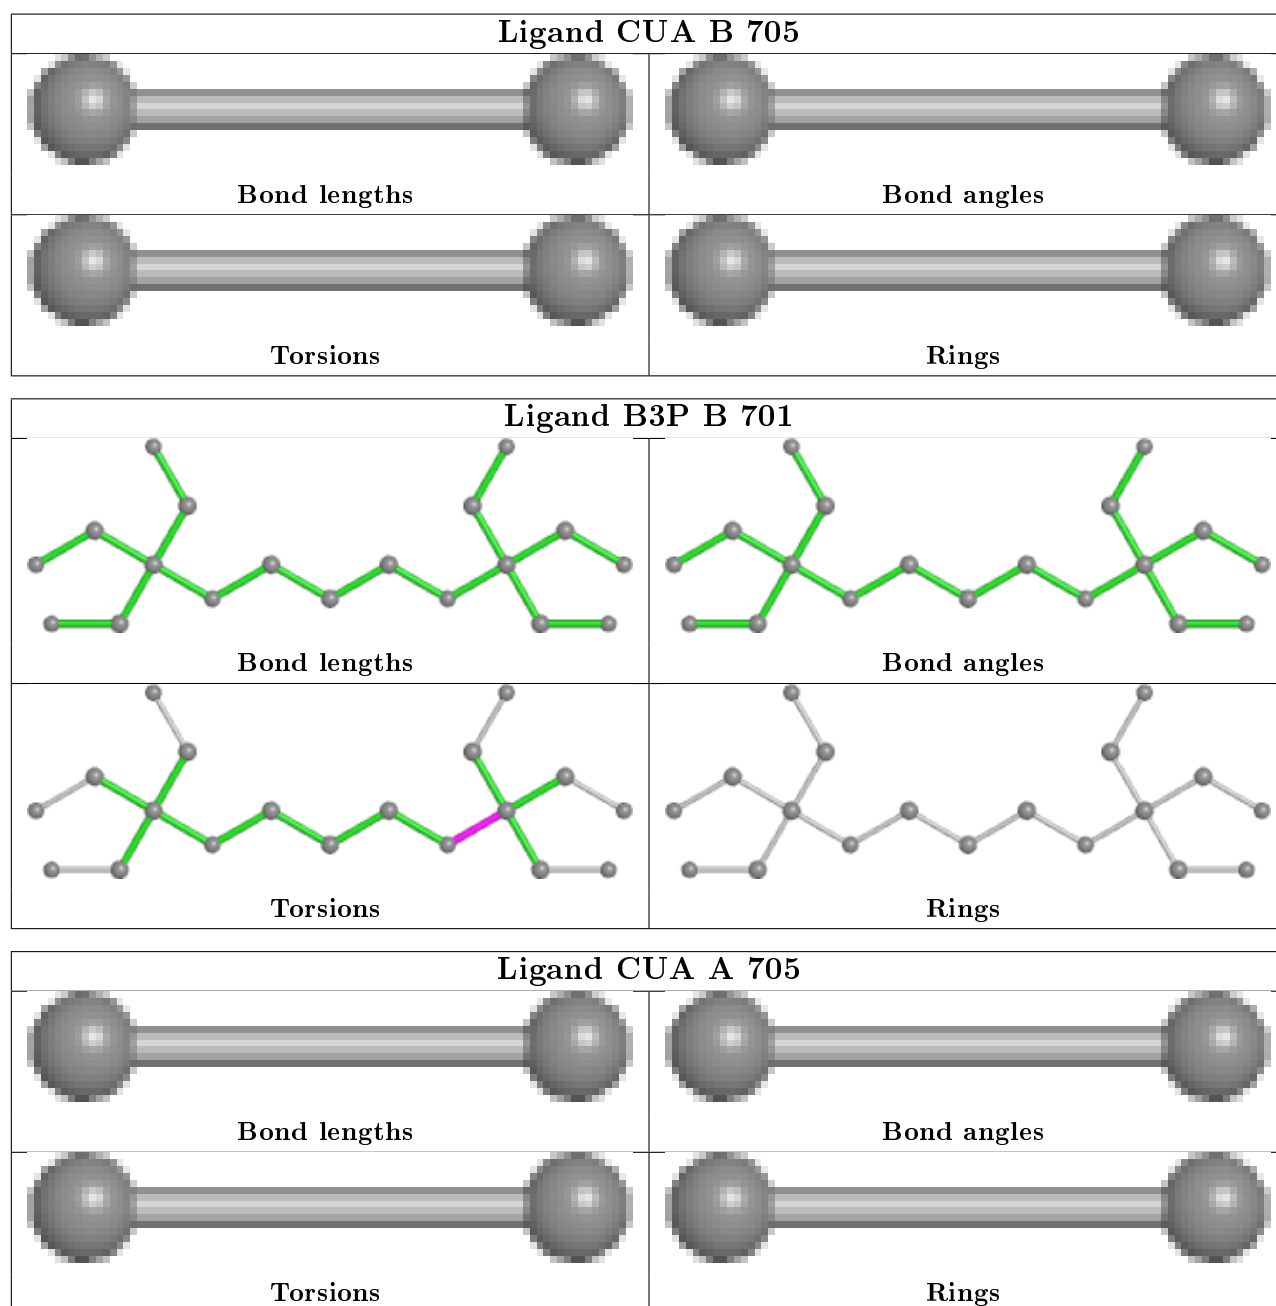 Ligand CUA B 705
Bond lengths
Bond angles
Torsions
Rings
Ligand B3P B 701
Bond lengths
Bond angles
Torsions
Rings
Ligand CUA A 705
Bond lengths
Bond angles
Torsions
Rings